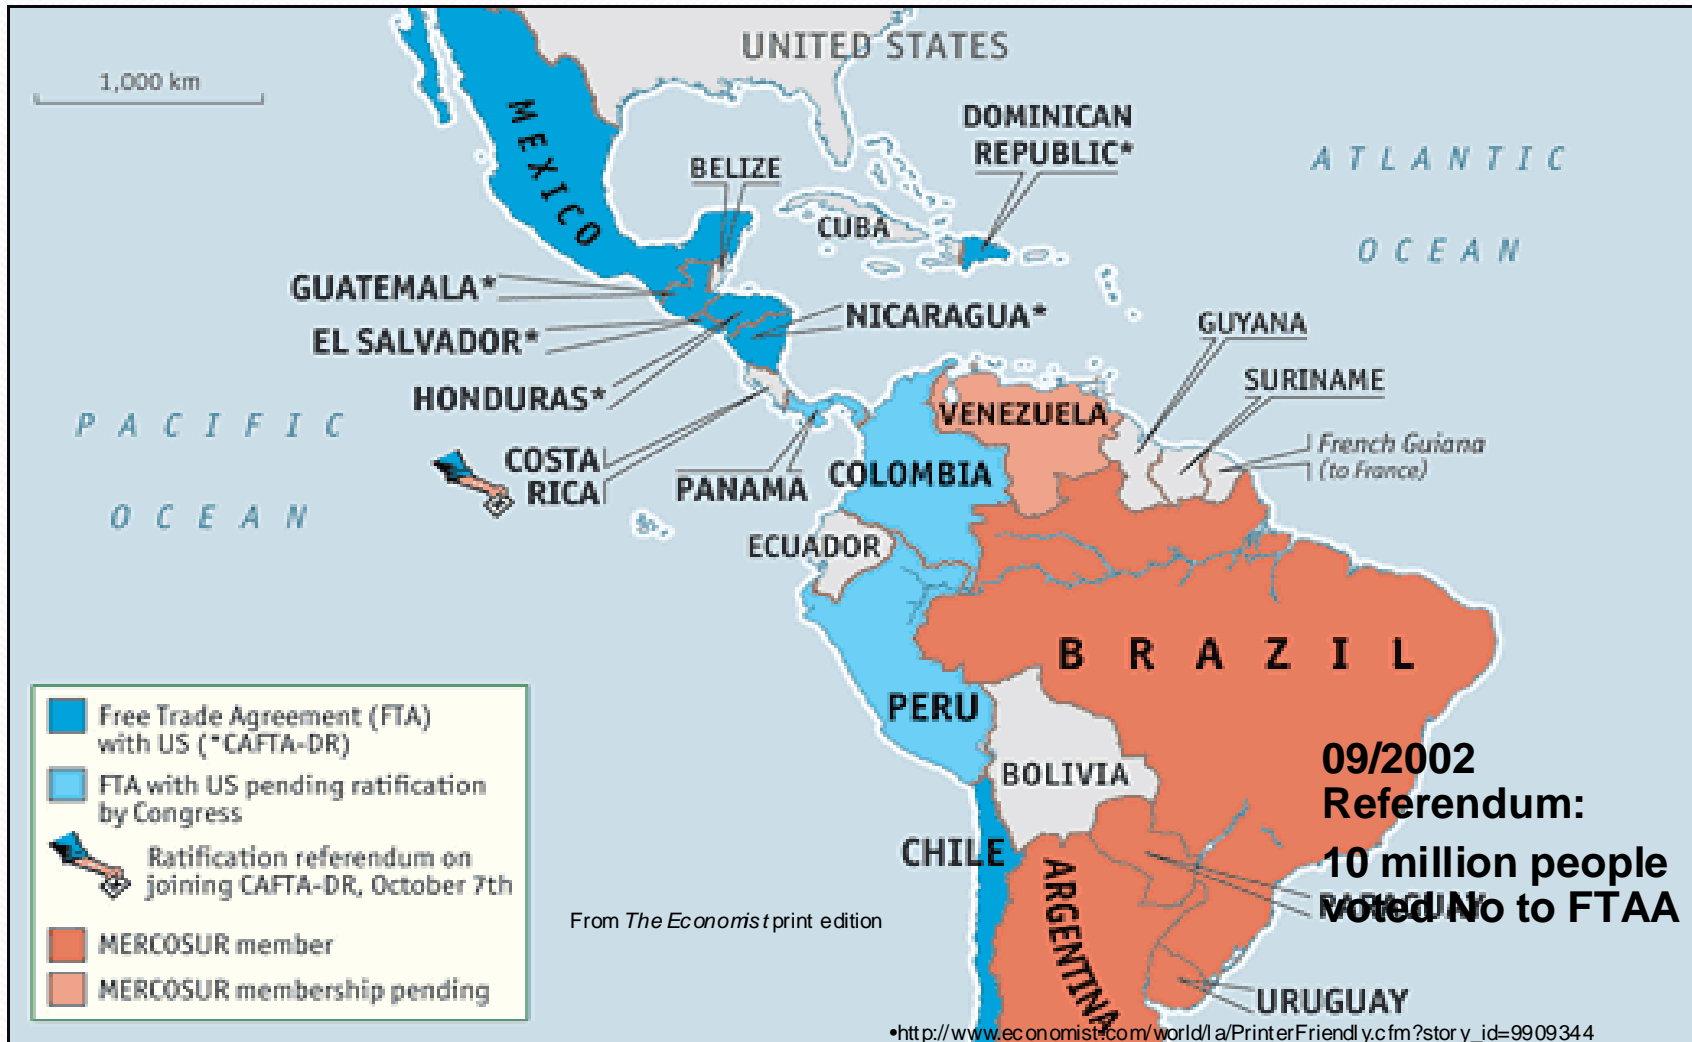 UNITED STATES
1,000 km
MEXICO
DOMINICAN
REPUBLIC*
ATLANTIC
OCEAN
BELIZE
CUBA
GUATEMALA*
NICARAGUA*
EL SALVADOR*
GUYANA
HONDURAS*
SURINAME
PACIFIC
OCEAN
VENEZUELA
French Guiana
(to France)
COSTA
RICA
PANAMA
COLOMBIA
ECUADOR
BRAZIL
PERU
BOLIVIA
CHILE
ARGENTINA
09/2002
Referendum:
10 million people
voted No to FTAA
PARAGUAY
URUGUAY
Free Trade Agreement (FTA)
with US (*CAFTA-DR)
FTA with US pending ratification
by Congress
Ratification referendum on
joining CAFTA-DR, October 7th
MERCOSUR member
MERCOSUR membership pending
From The Economist print edition
•http://www.economist.com/world/la/PrinterFriendly.cfm?story_id=9909344